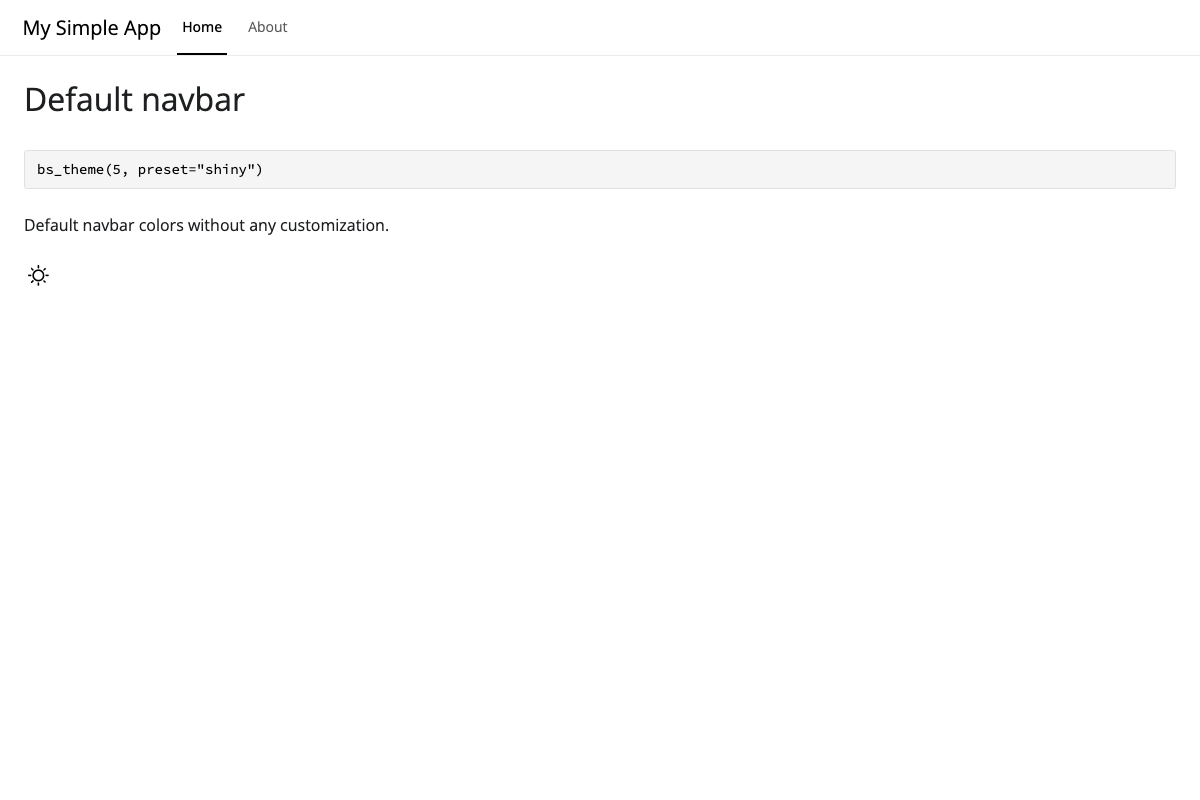 My Simple App Home About
Default navbar
bs_theme(5, preset="shiny")
Default navbar colors without any customization.